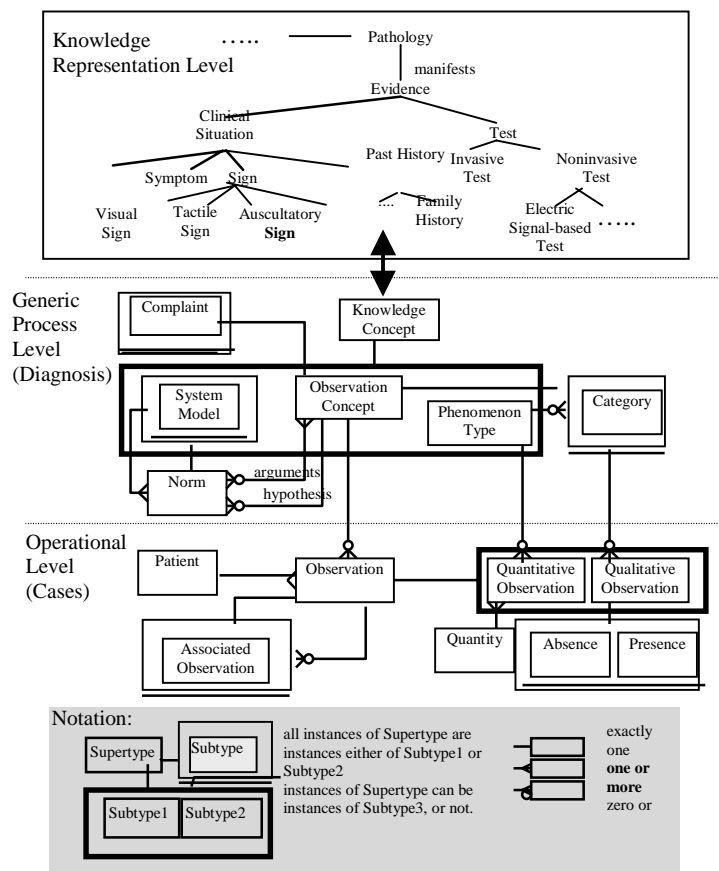 Knowledge
Representation Level
.....
Pathology
manifests
Evidence
Clinical
Situation
Test
Past History
Invasive
Test
Noninvasive
Test
Symptom
Sign
Visual
Sign
Tactile
Sign
Auscultatory
Sign
....
Family
History
Electric
Signal-based
Test
.....
Generic
Process
Level
(Diagnosis)
Complaint
Knowledge
Concept
System
Model
Observation
Concept
Phenomenon
Type
Category
Norm
arguments
hypothesis
Operational
Level
(Cases)
Patient
Observation
Quantitative
Observation
Qualitative
Observation
Associated
Observation
Quantity
Absence
Presence
Notation:
Supertype
Subtype
Subtype1
Subtype2
all instances of Supertype are
instances either of Subtype1 or
Subtype2
instances of Supertype can be
instances of Subtype3, or not.
exactly
one
one or
more
zero or